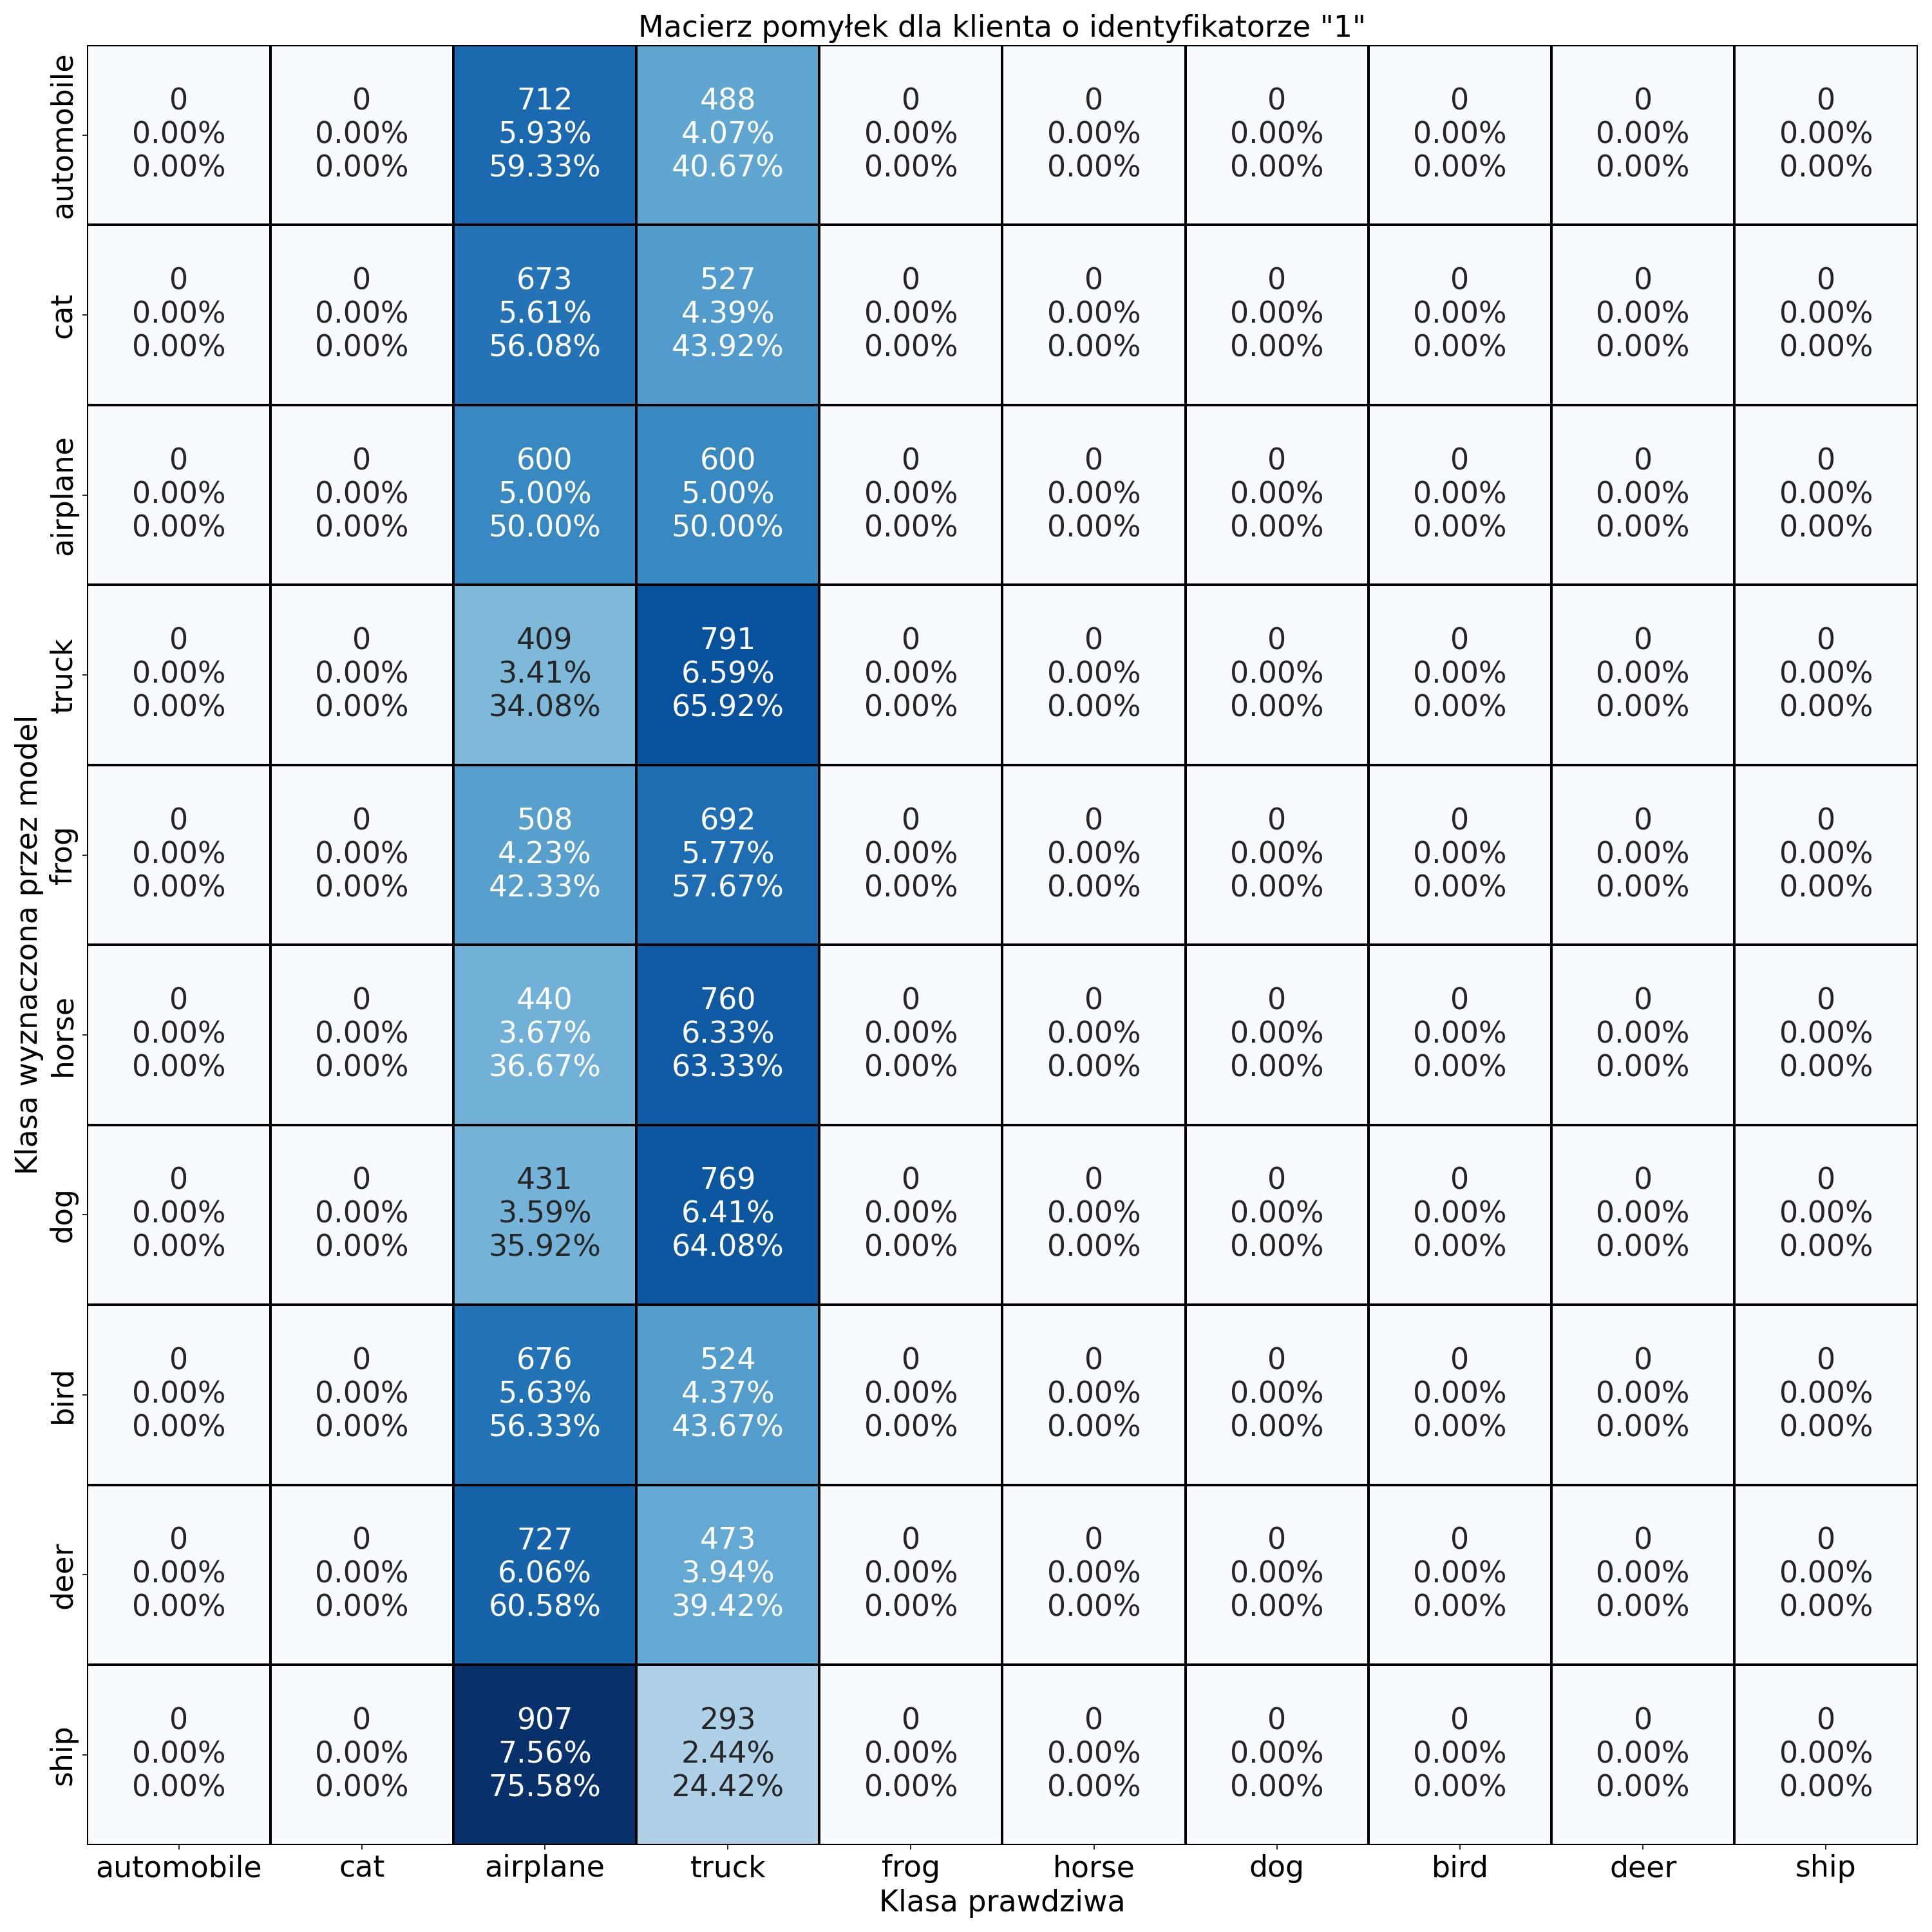 Macierz pomyłek dla klienta o identyfikatorze "1"
Klasa wyznaczona przez model
automobile
0 0 712 488 0 0 0 0 0 0
0.00% 0.00% 5.93% 4.07% 0.00% 0.00% 0.00% 0.00% 0.00% 0.00%
0.00% 0.00% 59.33% 40.67% 0.00% 0.00% 0.00% 0.00% 0.00% 0.00%
cat
0 0 673 527 0 0 0 0 0 0
0.00% 0.00% 5.61% 4.39% 0.00% 0.00% 0.00% 0.00% 0.00% 0.00%
0.00% 0.00% 56.08% 43.92% 0.00% 0.00% 0.00% 0.00% 0.00% 0.00%
airplane
0 0 600 600 0 0 0 0 0 0
0.00% 0.00% 5.00% 5.00% 0.00% 0.00% 0.00% 0.00% 0.00% 0.00%
0.00% 0.00% 50.00% 50.00% 0.00% 0.00% 0.00% 0.00% 0.00% 0.00%
truck
0 0 409 791 0 0 0 0 0 0
0.00% 0.00% 3.41% 6.59% 0.00% 0.00% 0.00% 0.00% 0.00% 0.00%
0.00% 0.00% 34.08% 65.92% 0.00% 0.00% 0.00% 0.00% 0.00% 0.00%
frog
0 0 508 692 0 0 0 0 0 0
0.00% 0.00% 4.23% 5.77% 0.00% 0.00% 0.00% 0.00% 0.00% 0.00%
0.00% 0.00% 42.33% 57.67% 0.00% 0.00% 0.00% 0.00% 0.00% 0.00%
horse
0 0 440 760 0 0 0 0 0 0
0.00% 0.00% 3.67% 6.33% 0.00% 0.00% 0.00% 0.00% 0.00% 0.00%
0.00% 0.00% 36.67% 63.33% 0.00% 0.00% 0.00% 0.00% 0.00% 0.00%
dog
0 0 431 769 0 0 0 0 0 0
0.00% 0.00% 3.59% 6.41% 0.00% 0.00% 0.00% 0.00% 0.00% 0.00%
0.00% 0.00% 35.92% 64.08% 0.00% 0.00% 0.00% 0.00% 0.00% 0.00%
bird
0 0 676 524 0 0 0 0 0 0
0.00% 0.00% 5.63% 4.37% 0.00% 0.00% 0.00% 0.00% 0.00% 0.00%
0.00% 0.00% 56.33% 43.67% 0.00% 0.00% 0.00% 0.00% 0.00% 0.00%
deer
0 0 727 473 0 0 0 0 0 0
0.00% 0.00% 6.06% 3.94% 0.00% 0.00% 0.00% 0.00% 0.00% 0.00%
0.00% 0.00% 60.58% 39.42% 0.00% 0.00% 0.00% 0.00% 0.00% 0.00%
ship
0 0 907 293 0 0 0 0 0 0
0.00% 0.00% 7.56% 2.44% 0.00% 0.00% 0.00% 0.00% 0.00% 0.00%
0.00% 0.00% 75.58% 24.42% 0.00% 0.00% 0.00% 0.00% 0.00% 0.00%
automobile cat airplane truck frog horse dog bird deer ship
Klasa prawdziwa